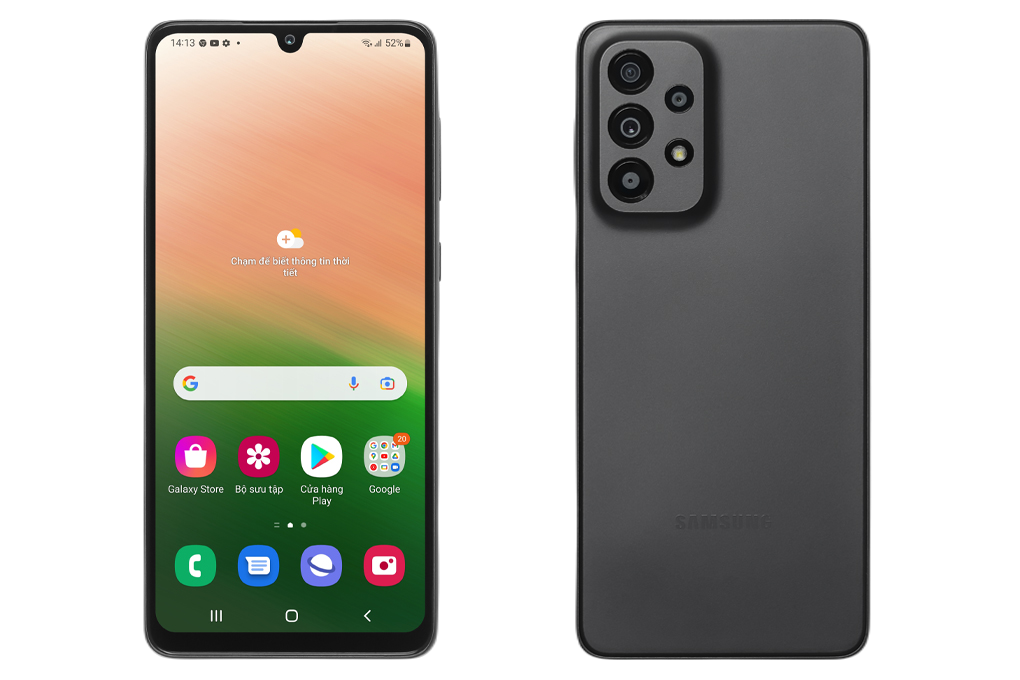 14:13
52%
Chạm để biết thông tin thời
tiết
20
Galaxy Store
Bộ sưu tập
Cửa hàng
Play
Google
SAMSUNG